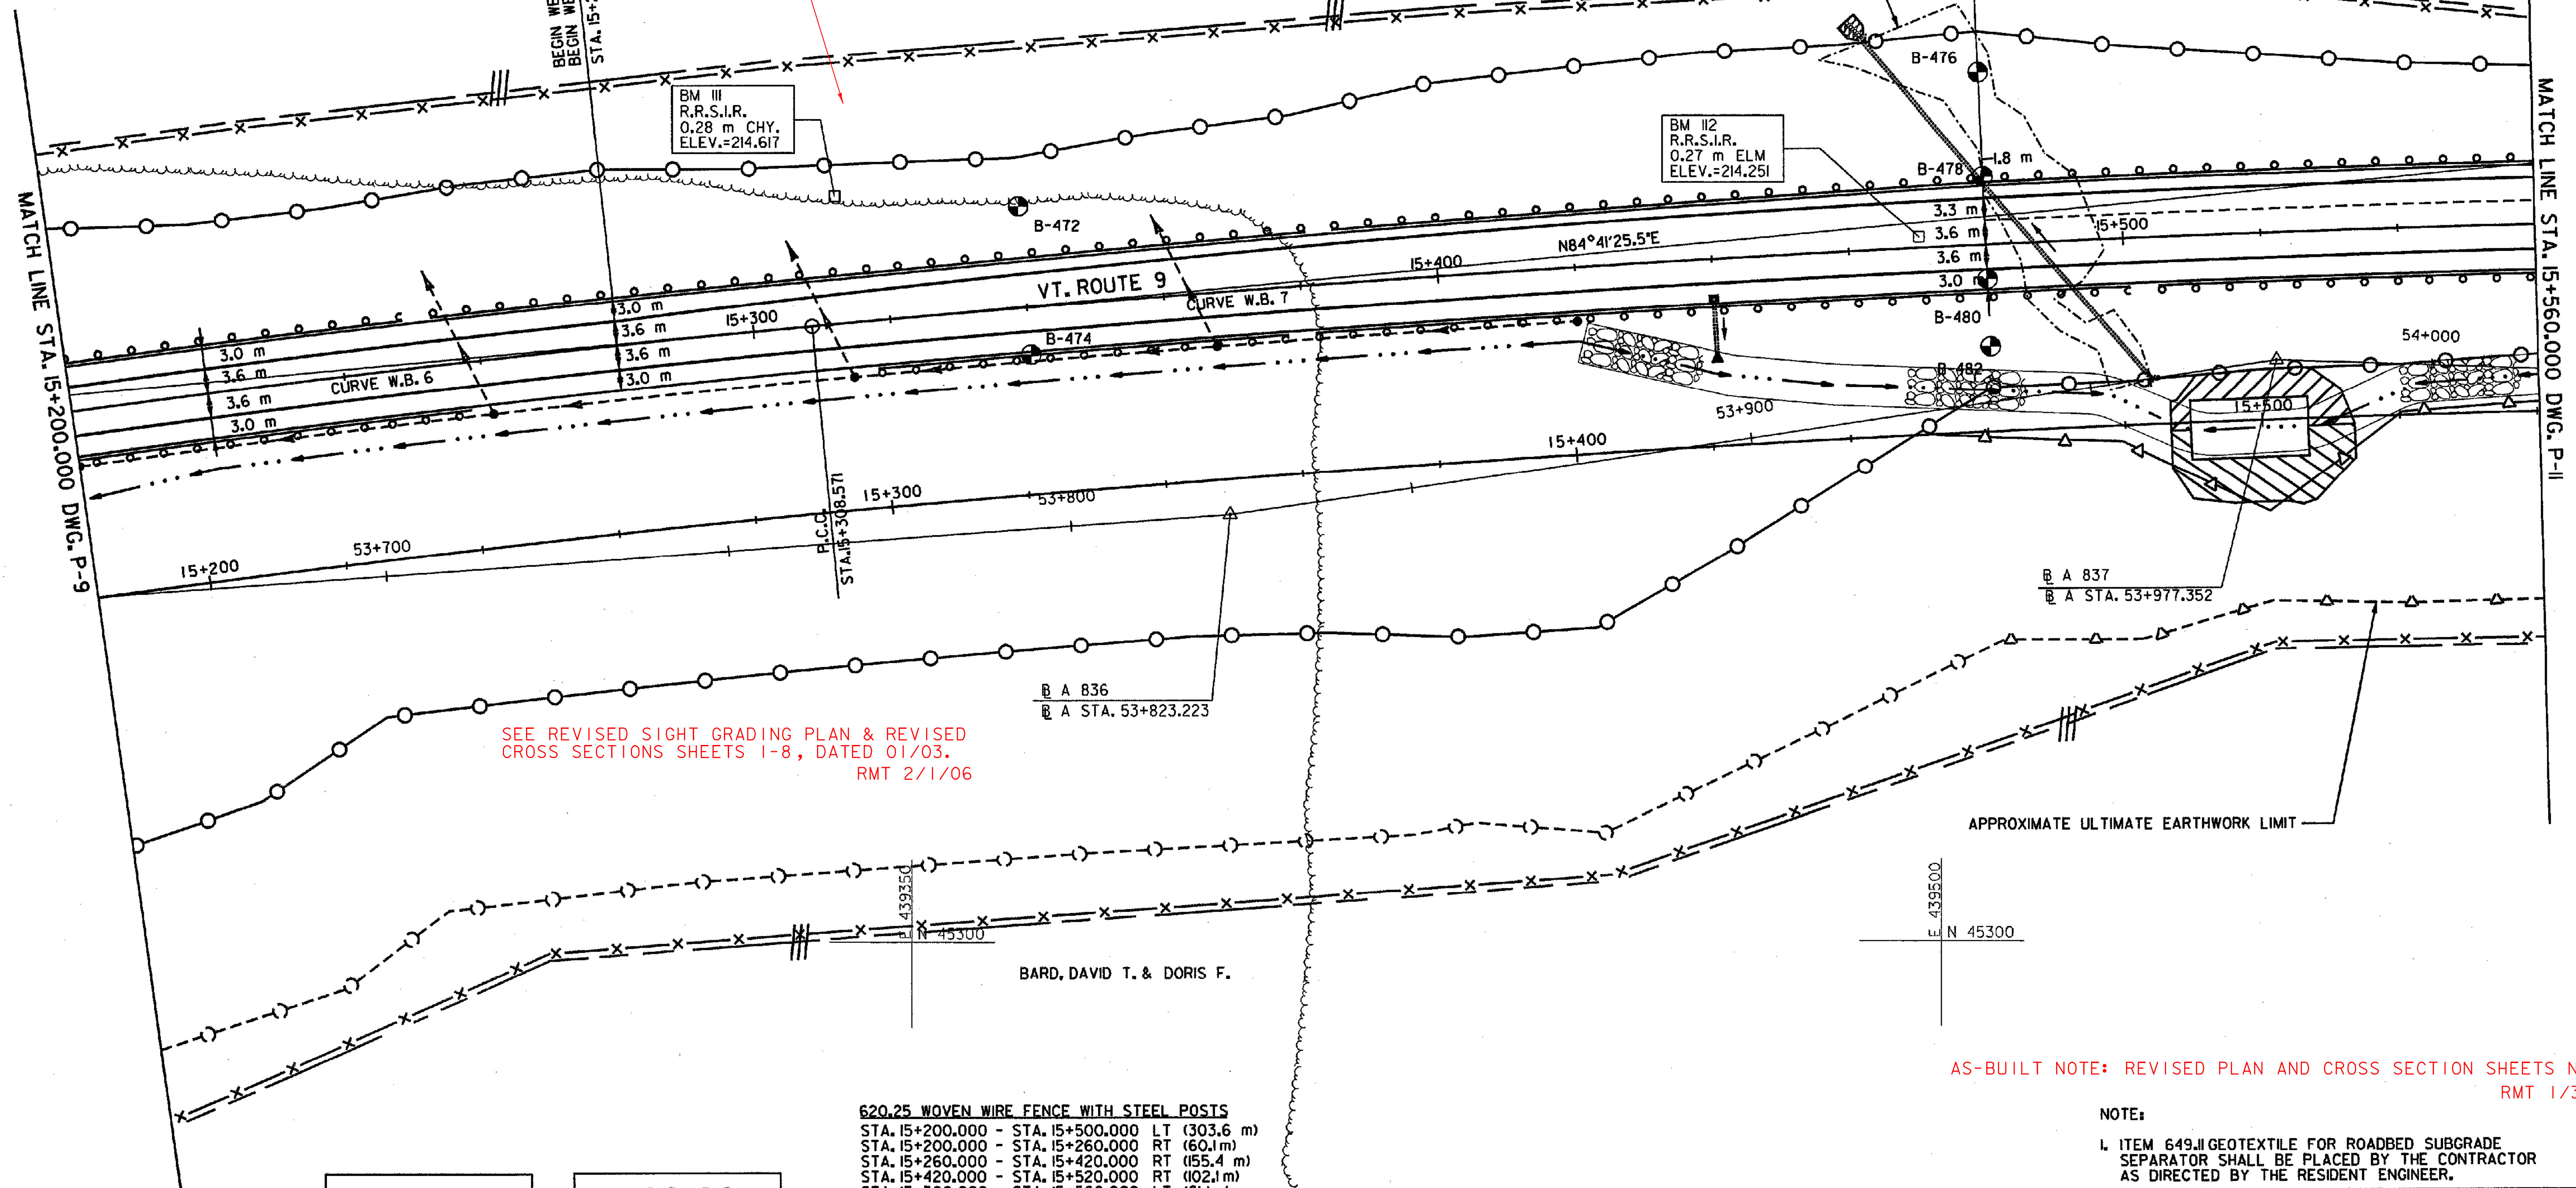 BEGIN WE
BEGIN WE
STA. 15+2
BM 111
R.R.S.I.R.
0.28 m CHY.
ELEV.=214.617
BM 112
R.R.S.I.R.
0.27 m ELM
ELEV.=214.251
B-476
B-478
1.8 m
MATCH LINE STA. 15+200.000 DWG. P-9
MATCH LINE STA. 15+560.000 DWG. P-11
B-472
3.3 m
3.6 m
3.6 m
3.0 m
15+500
N84°41'25.5"E
15+400
VT. ROUTE 9
CURVE W.B. 7
15+300
3.0 m
3.6 m
3.6 m
3.0 m
B-474
B-480
B-482
54+000
3.0 m
3.6 m
3.6 m
3.0 m
CURVE W.B. 6
53+900
15+500
15+400
15+300
53+800
P.C.C.
STA.15+308.571
53+700
15+200
B A 837
B A STA. 53+977.352
B A 836
B A STA. 53+823.223
SEE REVISED SIGHT GRADING PLAN & REVISED
CROSS SECTIONS SHEETS 1-8, DATED 01/03.
RMT 2/1/06
APPROXIMATE ULTIMATE EARTHWORK LIMIT
E 439350
N 45300
E 439500
N 45300
BARD, DAVID T. & DORIS F.
AS-BUILT NOTE: REVISED PLAN AND CROSS SECTION SHEETS N
RMT 1/3
620.25 WOVEN WIRE FENCE WITH STEEL POSTS
STA. 15+200.000 - STA. 15+500.000 LT (303.6 m)
STA. 15+200.000 - STA. 15+260.000 RT (60.1 m)
STA. 15+260.000 - STA. 15+420.000 RT (155.4 m)
STA. 15+420.000 - STA. 15+520.000 RT (102.1 m)
NOTE:
1. ITEM 649.11 GEOTEXTILE FOR ROADBED SUBGRADE
SEPARATOR SHALL BE PLACED BY THE CONTRACTOR
AS DIRECTED BY THE RESIDENT ENGINEER.